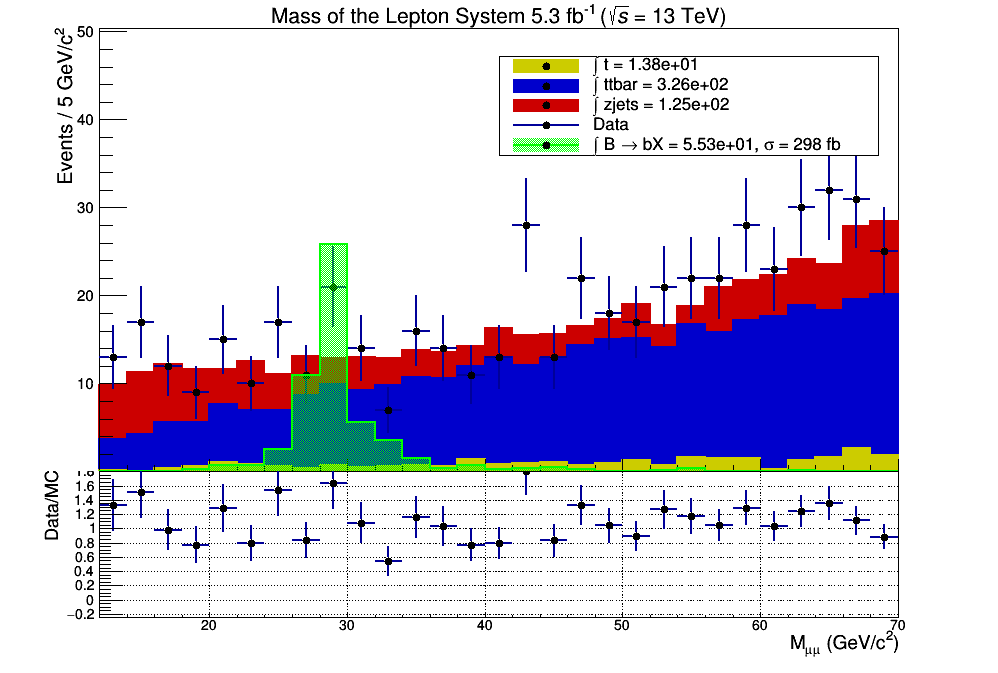 Mass of the Lepton System 5.3 fb⁻¹ (√s = 13 TeV)
Events / 5 GeV/c²
50
40
30
20
10
∫ t = 1.38e+01
∫ ttbar = 3.26e+02
∫ zjets = 1.25e+02
Data
∫ B → bX = 5.53e+01, σ = 298 fb
Data/MC
1.8
1.6
1.4
1.2
1
0.8
0.6
0.4
0.2
0
−0.2
20 30 40 50 60 70
M_μμ (GeV/c²)